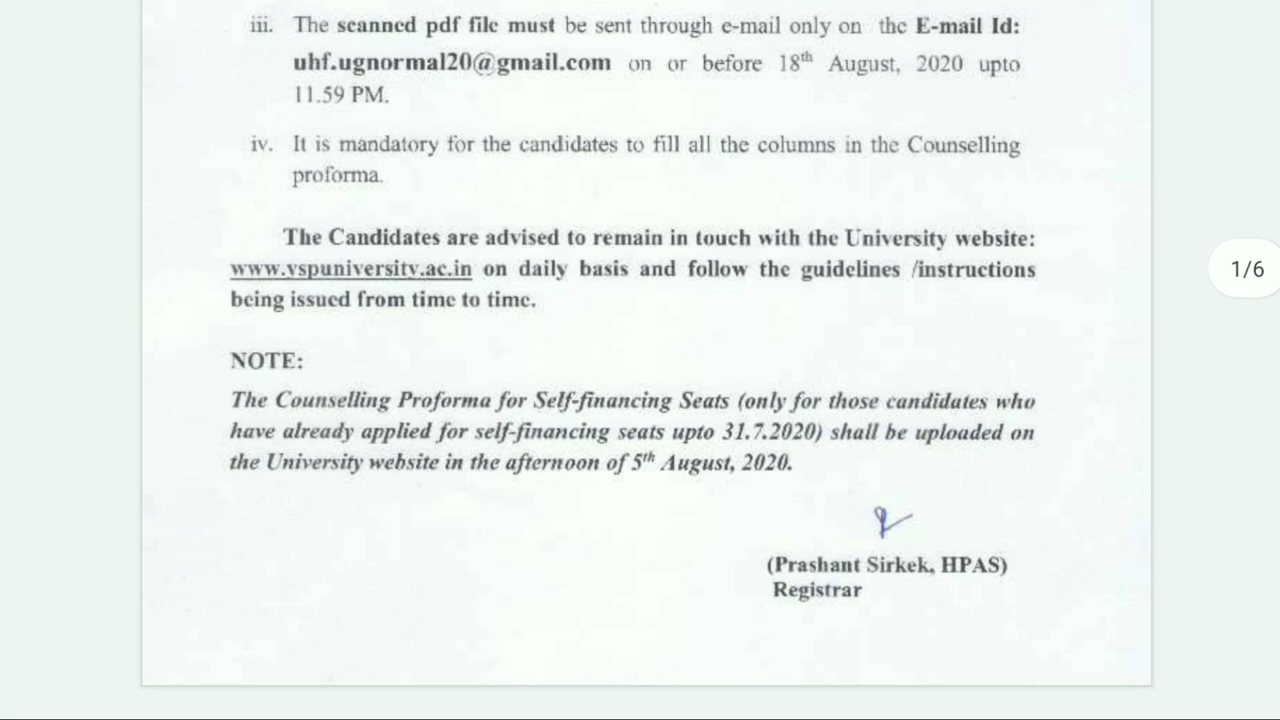 iii. The scanned pdf file must be sent through e-mail only on the E-mail Id:
uhf.ugnormal20@gmail.com on or before 18th August, 2020 upto
11.59 PM.
iv. It is mandatory for the candidates to fill all the columns in the Counselling
proforma.
The Candidates are advised to remain in touch with the University website:
www.yspuniversity.ac.in on daily basis and follow the guidelines /instructions
being issued from time to time.
NOTE:
The Counselling Proforma for Self-financing Seats (only for those candidates who
have already applied for self-financing seats upto 31.7.2020) shall be uploaded on
the University website in the afternoon of 5th August, 2020.
(Prashant Sirkek, HPAS)
Registrar
1/6